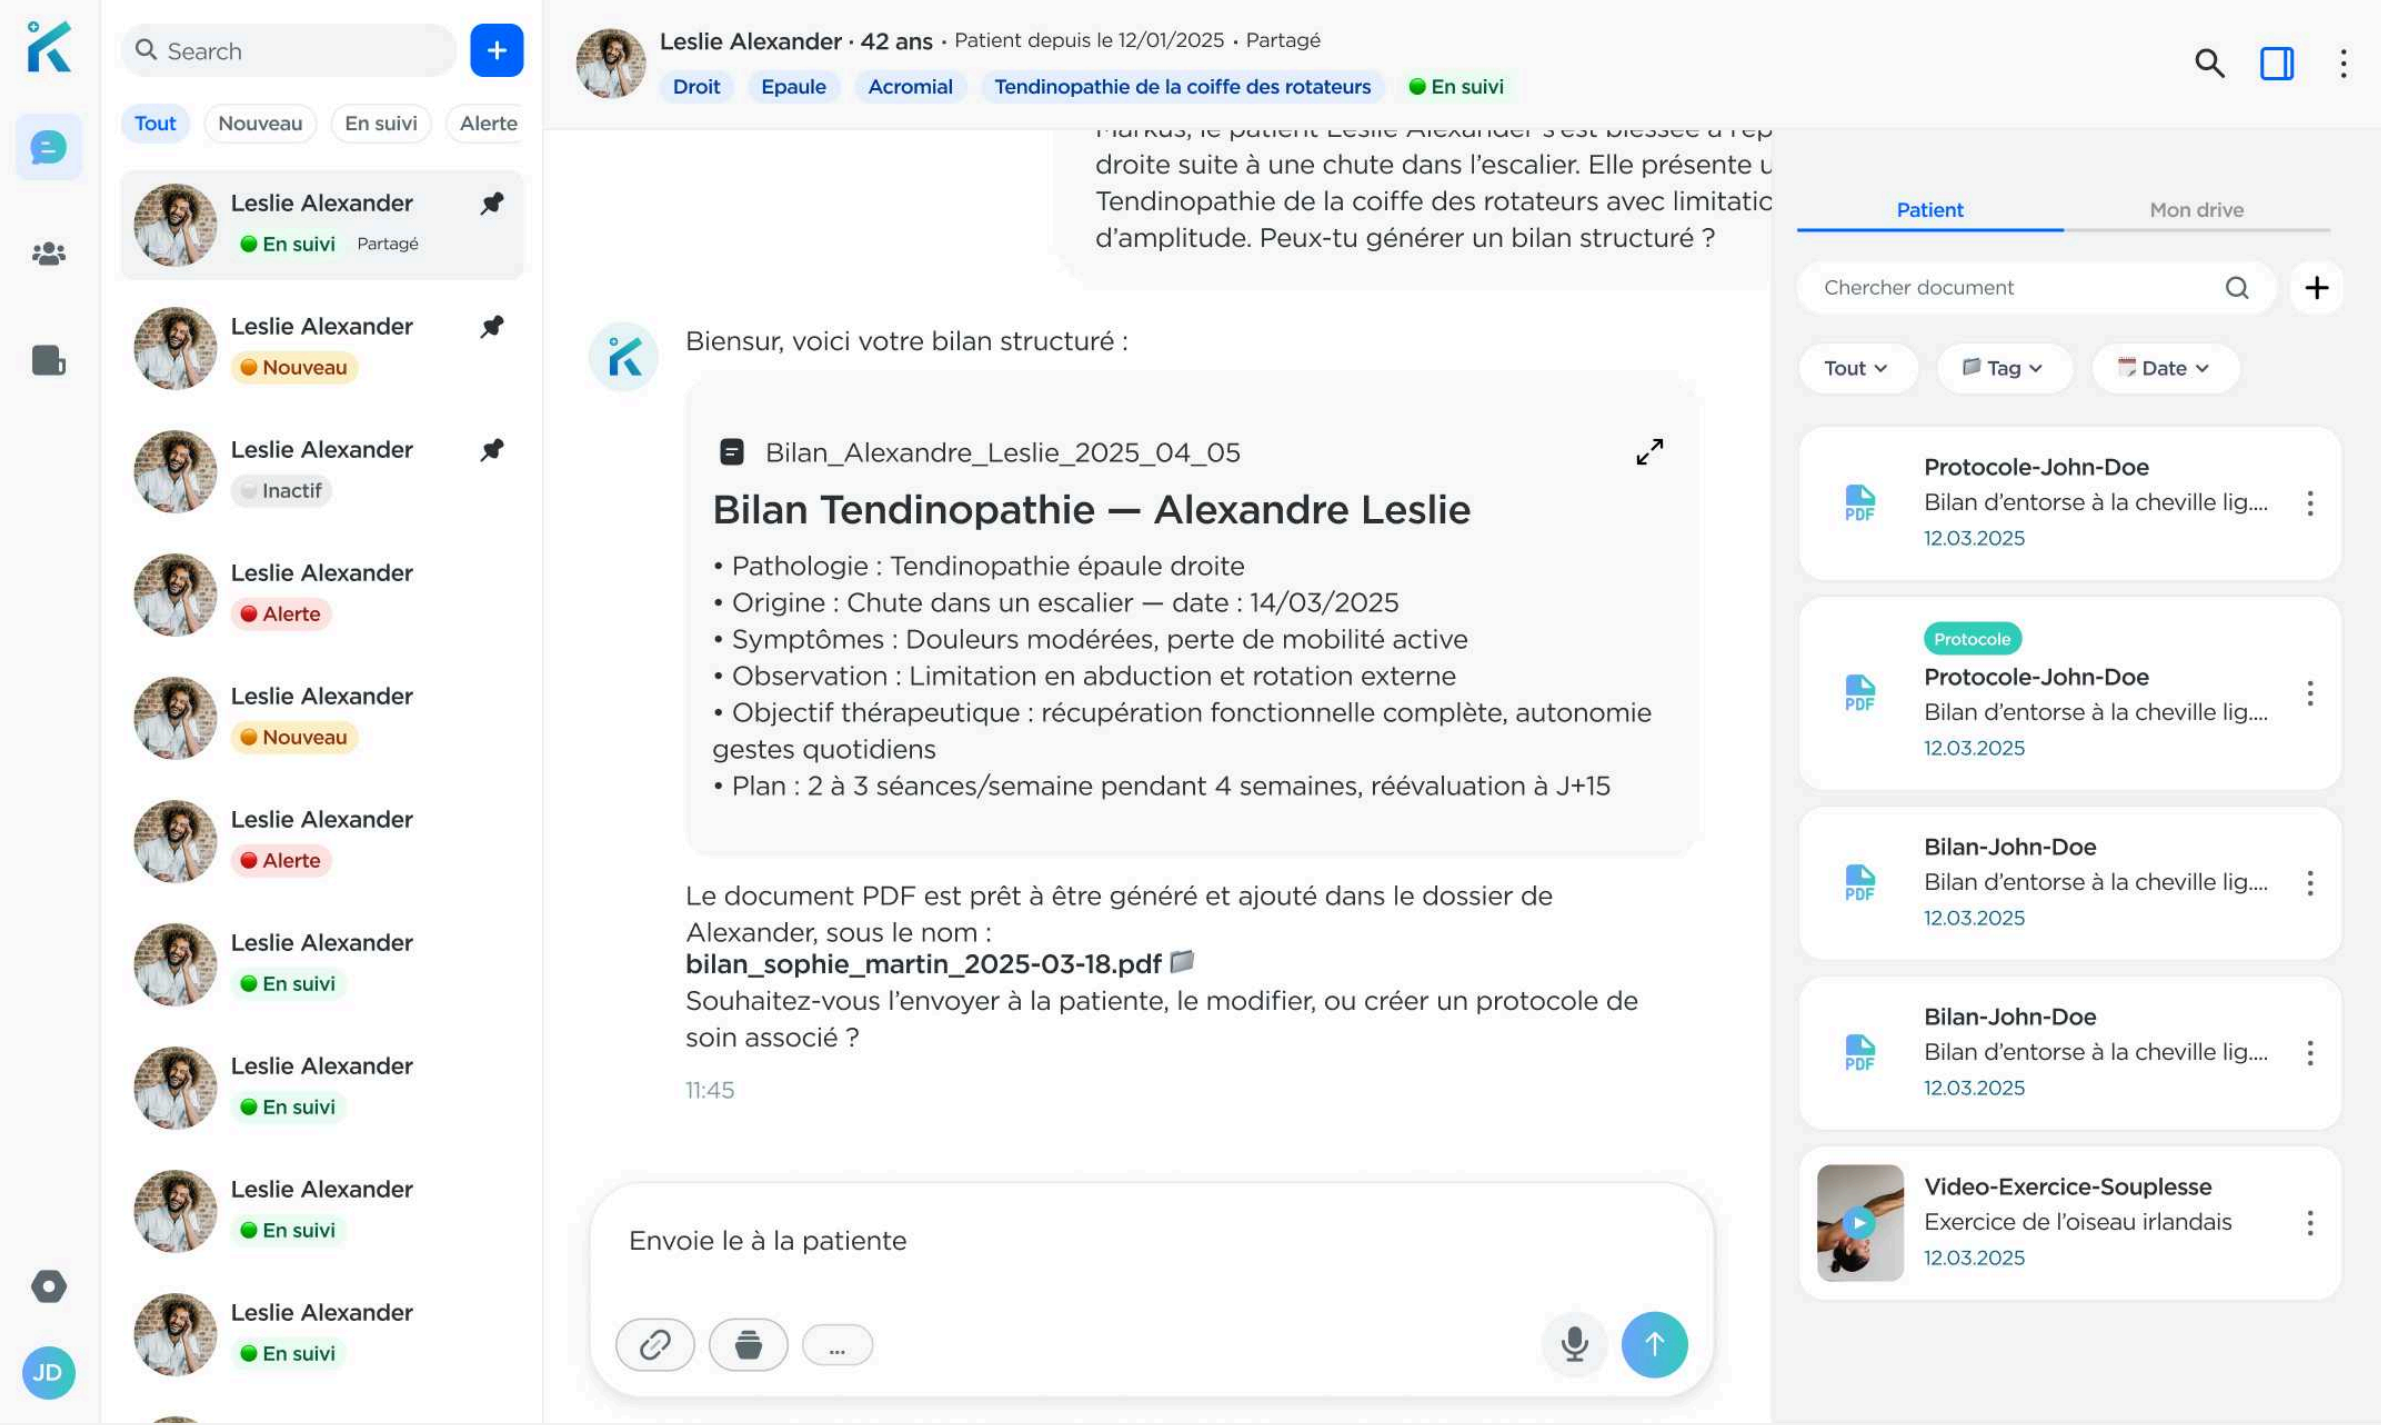 Search
+
Tout
Nouveau
En suivi
Alerte
Leslie Alexander
En suivi
Partagé
Leslie Alexander
Nouveau
Leslie Alexander
Inactif
Leslie Alexander
Alerte
Leslie Alexander
Nouveau
Leslie Alexander
Alerte
Leslie Alexander
En suivi
Leslie Alexander
En suivi
Leslie Alexander
En suivi
Leslie Alexander
En suivi
JD
Leslie Alexander · 42 ans · Patient depuis le 12/01/2025 · Partagé
Droit
Epaule
Acromial
Tendinopathie de la coiffe des rotateurs
En suivi
Markus, le patient Leslie Alexander s'est blessée à l'ép
droite suite à une chute dans l'escalier. Elle présente u
Tendinopathie de la coiffe des rotateurs avec limitatic
d'amplitude. Peux-tu générer un bilan structuré ?
Biensur, voici votre bilan structuré :
Bilan_Alexandre_Leslie_2025_04_05
Bilan Tendinopathie — Alexandre Leslie
• Pathologie : Tendinopathie épaule droite
• Origine : Chute dans un escalier — date : 14/03/2025
• Symptômes : Douleurs modérées, perte de mobilité active
• Observation : Limitation en abduction et rotation externe
• Objectif thérapeutique : récupération fonctionnelle complète, autonomie
gestes quotidiens
• Plan : 2 à 3 séances/semaine pendant 4 semaines, réévaluation à J+15
Le document PDF est prêt à être généré et ajouté dans le dossier de
Alexander, sous le nom :
bilan_sophie_martin_2025-03-18.pdf
Souhaitez-vous l'envoyer à la patiente, le modifier, ou créer un protocole de
soin associé ?
11:45
Envoie le à la patiente
...
Patient
Mon drive
Chercher document
+
Tout
Tag
Date
PDF
Protocole-John-Doe
Bilan d'entorse à la cheville lig....
12.03.2025
Protocole
PDF
Protocole-John-Doe
Bilan d'entorse à la cheville lig....
12.03.2025
PDF
Bilan-John-Doe
Bilan d'entorse à la cheville lig....
12.03.2025
PDF
Bilan-John-Doe
Bilan d'entorse à la cheville lig....
12.03.2025
Video-Exercice-Souplesse
Exercice de l'oiseau irlandais
12.03.2025